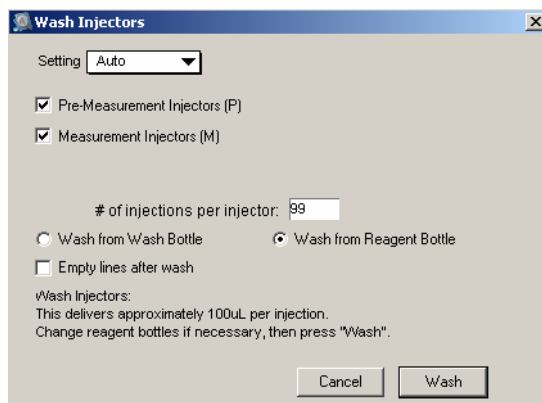 Wash Injectors
Setting Auto
Pre-Measurement Injectors (P)
Measurement Injectors (M)
# of injections per injector: 99
Wash from Wash Bottle Wash from Reagent Bottle
Empty lines after wash
Wash Injectors:
This delivers approximately 100uL per injection.
Change reagent bottles if necessary, then press "Wash".
Cancel Wash